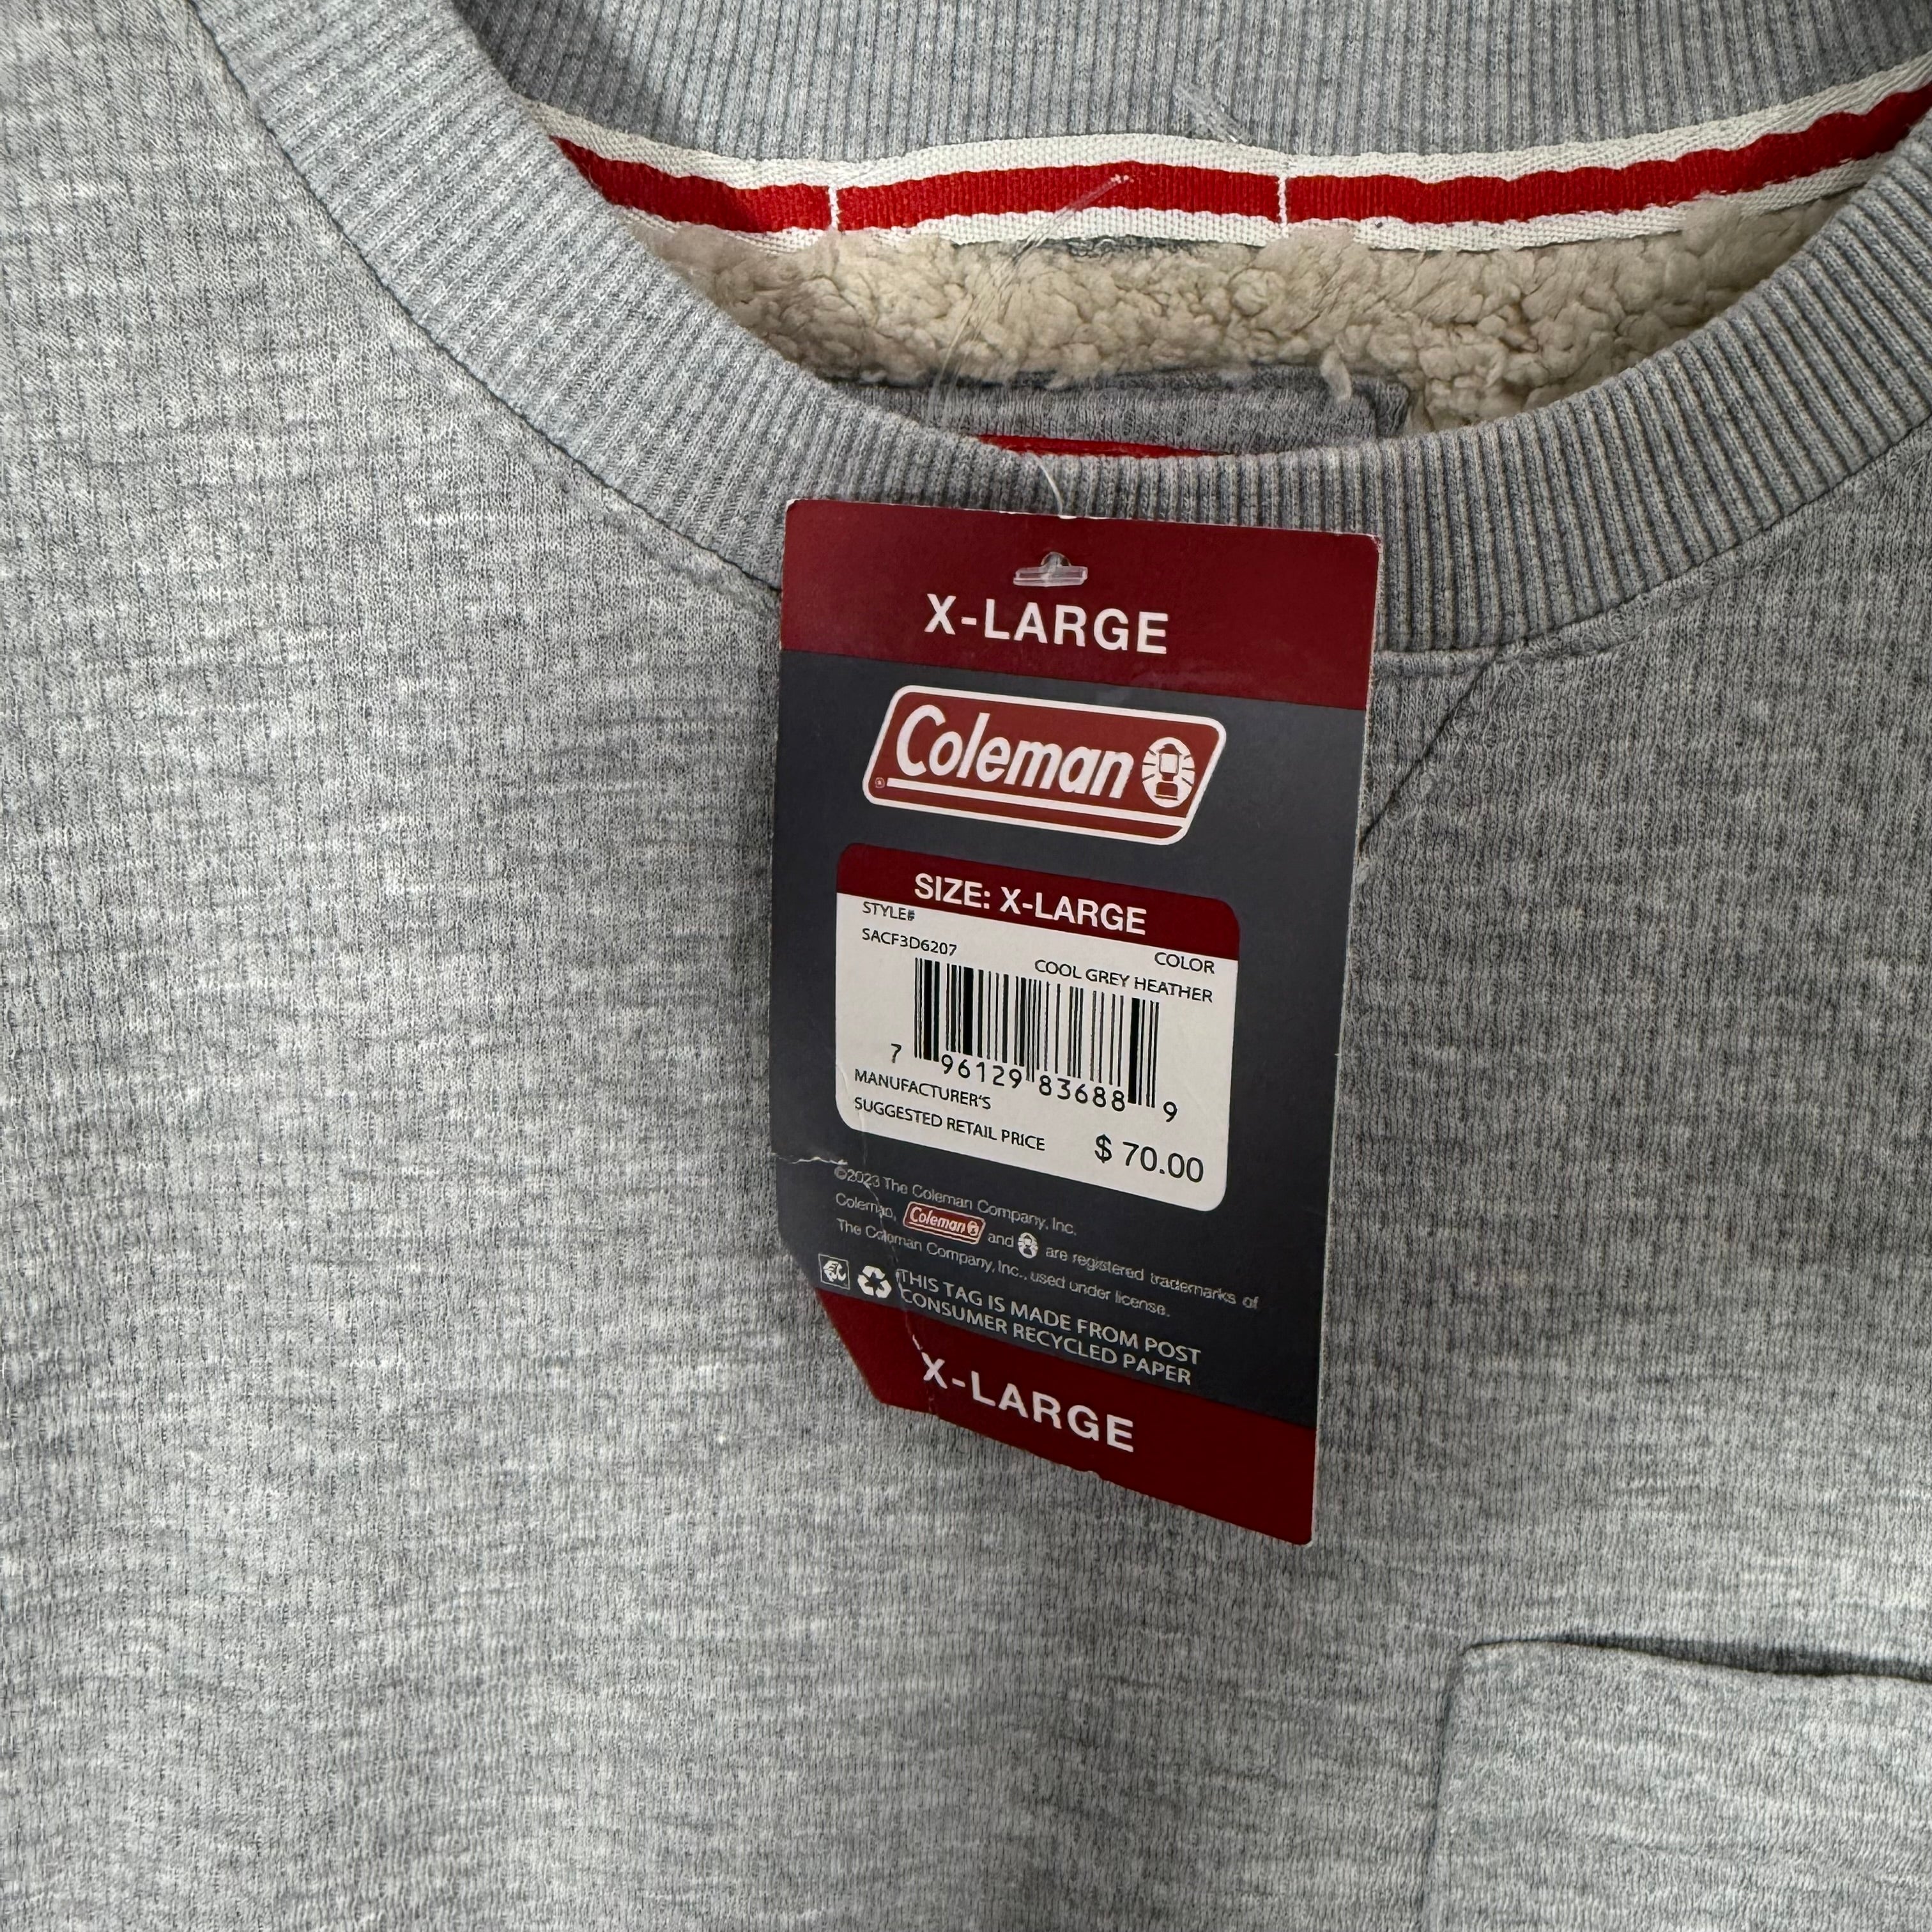 X-LARGE
Coleman
®
SIZE: X-LARGE
STYLE#
SACF3D6207
COLOR
COOL GREY HEATHER
7 96129 83688 9
MANUFACTURER'S
SUGGESTED RETAIL PRICE
$ 70.00
©2023 The Coleman Company, Inc.
Coleman, Coleman and are registered trademarks of
The Coleman Company, Inc., used under license.
THIS TAG IS MADE FROM POST
CONSUMER RECYCLED PAPER
X-LARGE